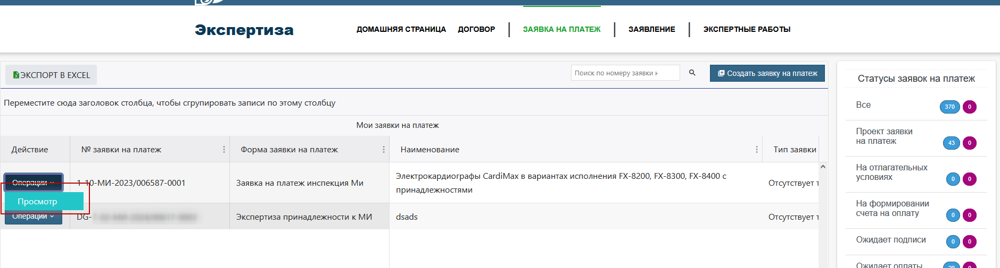 Экспертиза
ДОМАШНЯЯ СТРАНИЦА ДОГОВОР ЗАЯВКА НА ПЛАТЕЖ ЗАЯВЛЕНИЕ ЭКСПЕРТНЫЕ РАБОТЫ
ЭКСПОРТ В EXCEL
Поиск по номеру заявки
Создать заявку на платеж
Переместите сюда заголовок столбца, чтобы сгрупировать записи по этому столбцу
Мои заявки на платеж
Действие № заявки на платеж Форма заявки на платеж Наименование Тип заявки
Операции
1-10-МИ-2023/006587-0001
Заявка на платеж инспекция Ми
Электрокардиографы CardiMax в вариантах исполнения FX-8200, FX-8300, FX-8400 с
принадлежностями
Отсутствует
Просмотр
Операции
DG-
Экспертиза принадлежности к МИ
dsads
Отсутствует
Статусы заявок на платеж
Все 370 0
Проект заявки
на платеж 43 0
На отлагательных
условиях 0 0
На формировании
счета на оплату 0 0
Ожидает подписи 0 0
Ожидает оплаты